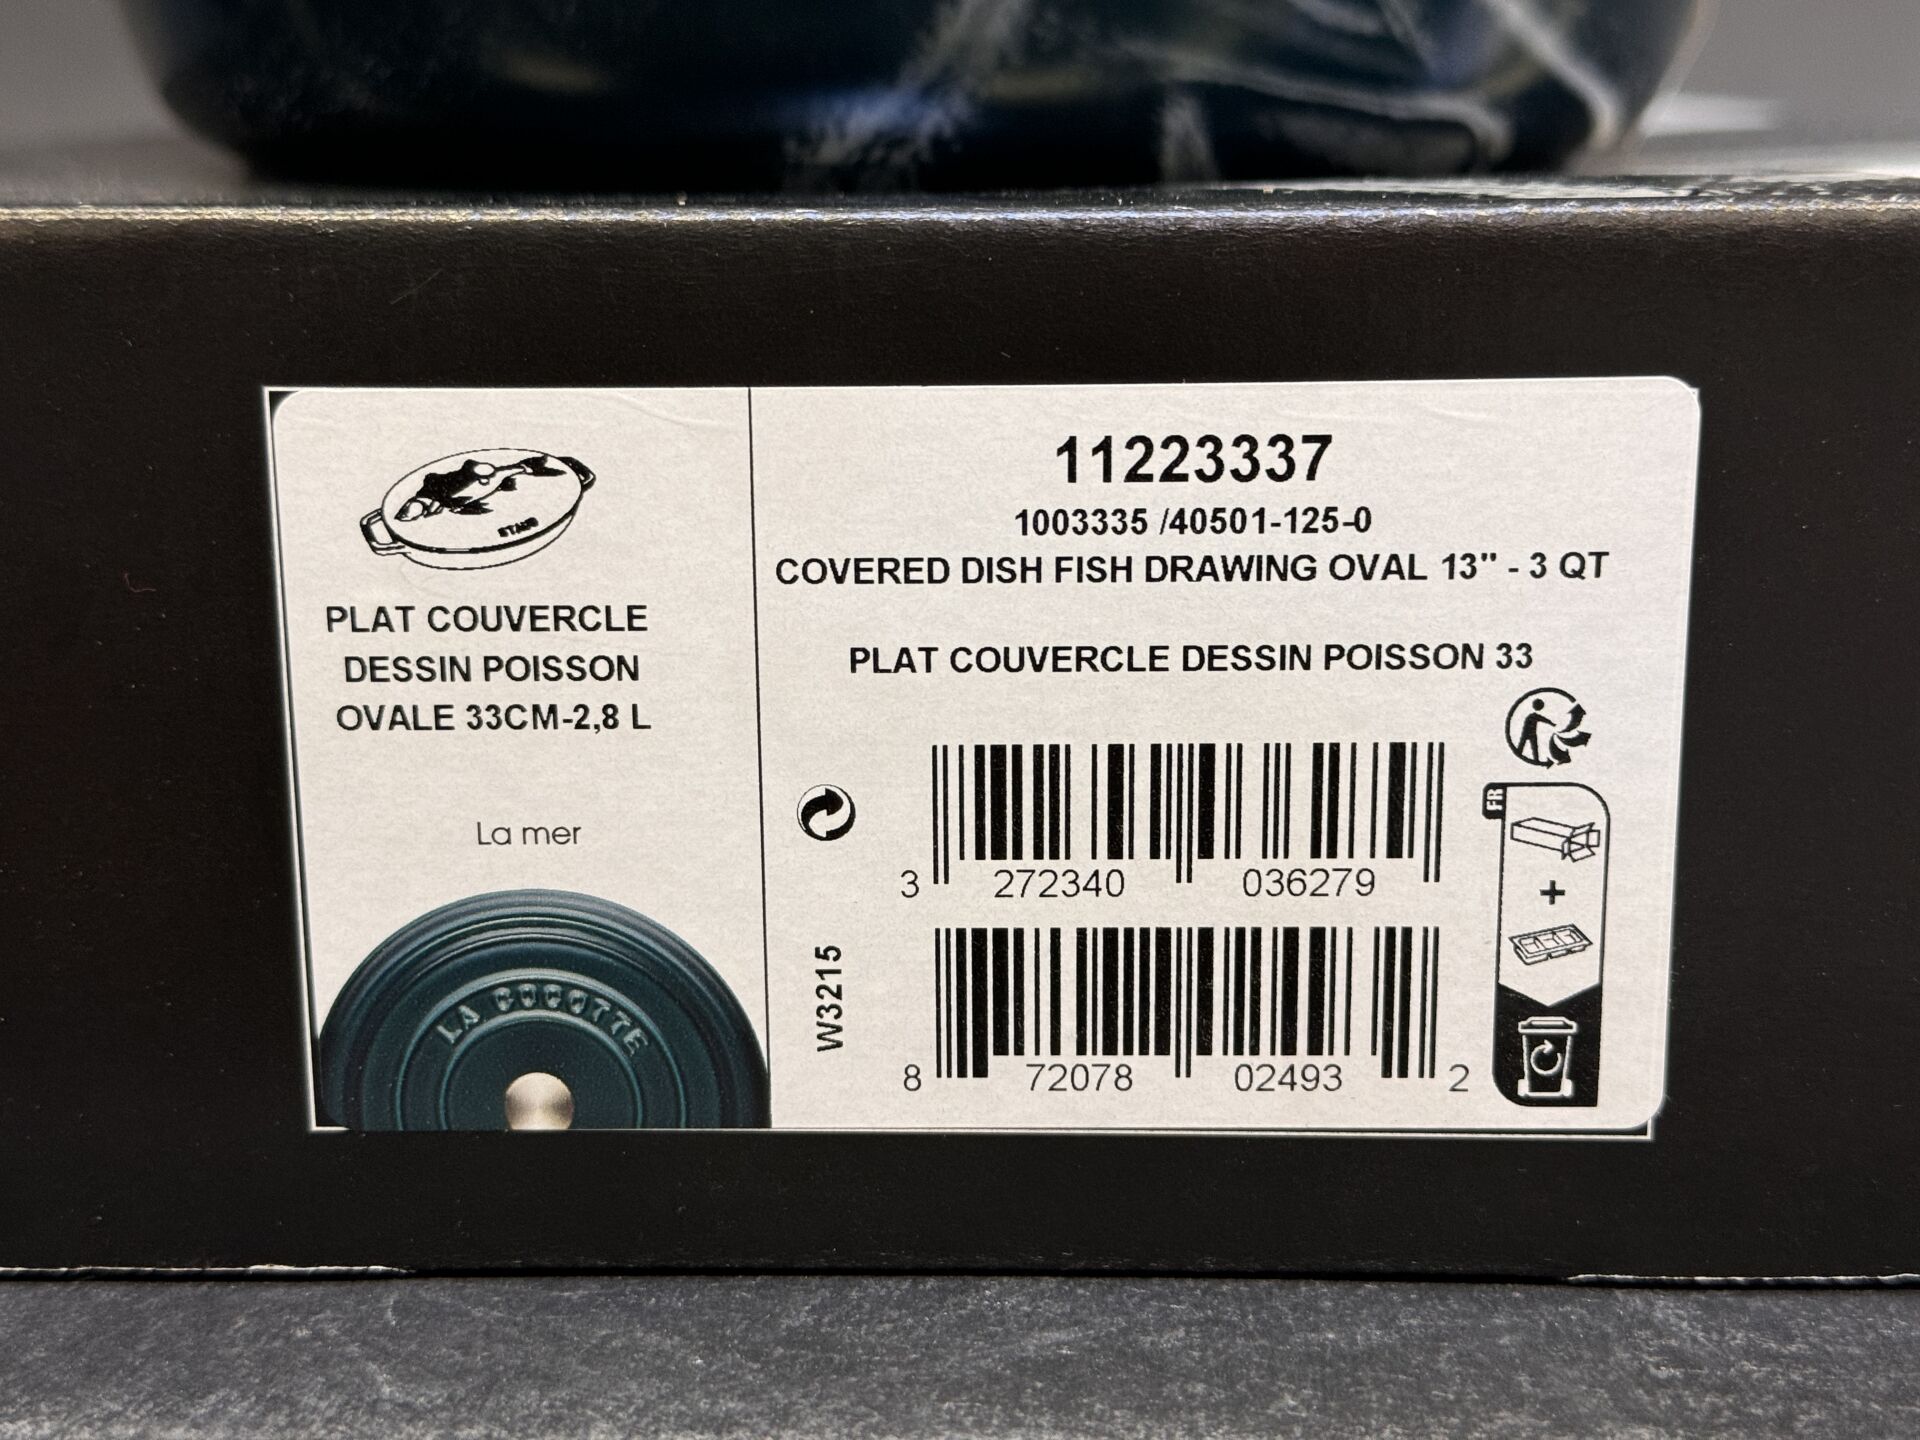 STAUB
PLAT COUVERCLE
DESSIN POISSON
OVALE 33CM-2,8 L
La mer
LA COCOTTE
11223337
1003335 /40501-125-0
COVERED DISH FISH DRAWING OVAL 13" - 3 QT
PLAT COUVERCLE DESSIN POISSON 33
3 272340 036279
W3215
8 72078 02493 2
FR
+